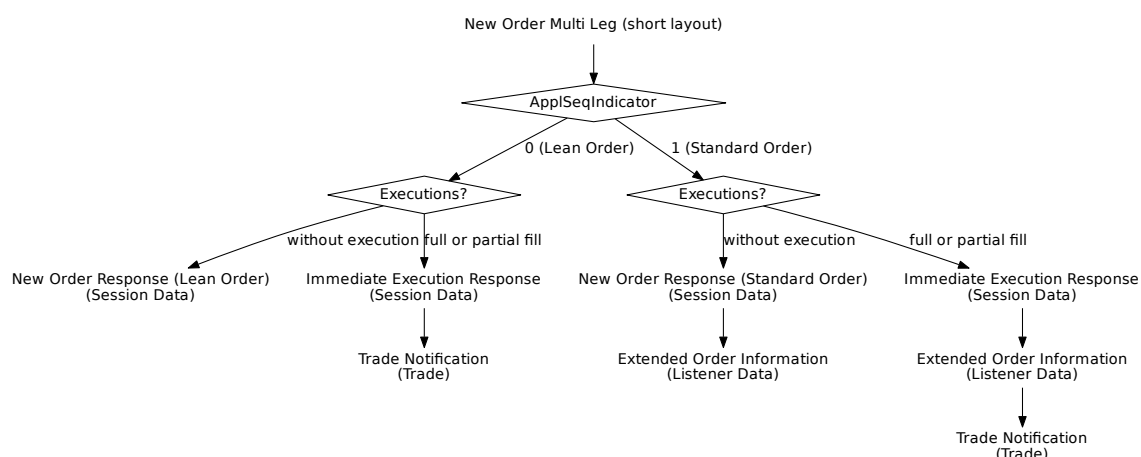 New Order Multi Leg (short layout)
ApplSeqIndicator
0 (Lean Order)
1 (Standard Order)
Executions?
Executions?
without execution
full or partial fill
without execution
full or partial fill
New Order Response (Lean Order)
(Session Data)
Immediate Execution Response
(Session Data)
New Order Response (Standard Order)
(Session Data)
Immediate Execution Response
(Session Data)
Trade Notification
(Trade)
Extended Order Information
(Listener Data)
Extended Order Information
(Listener Data)
Trade Notification
(Trade)